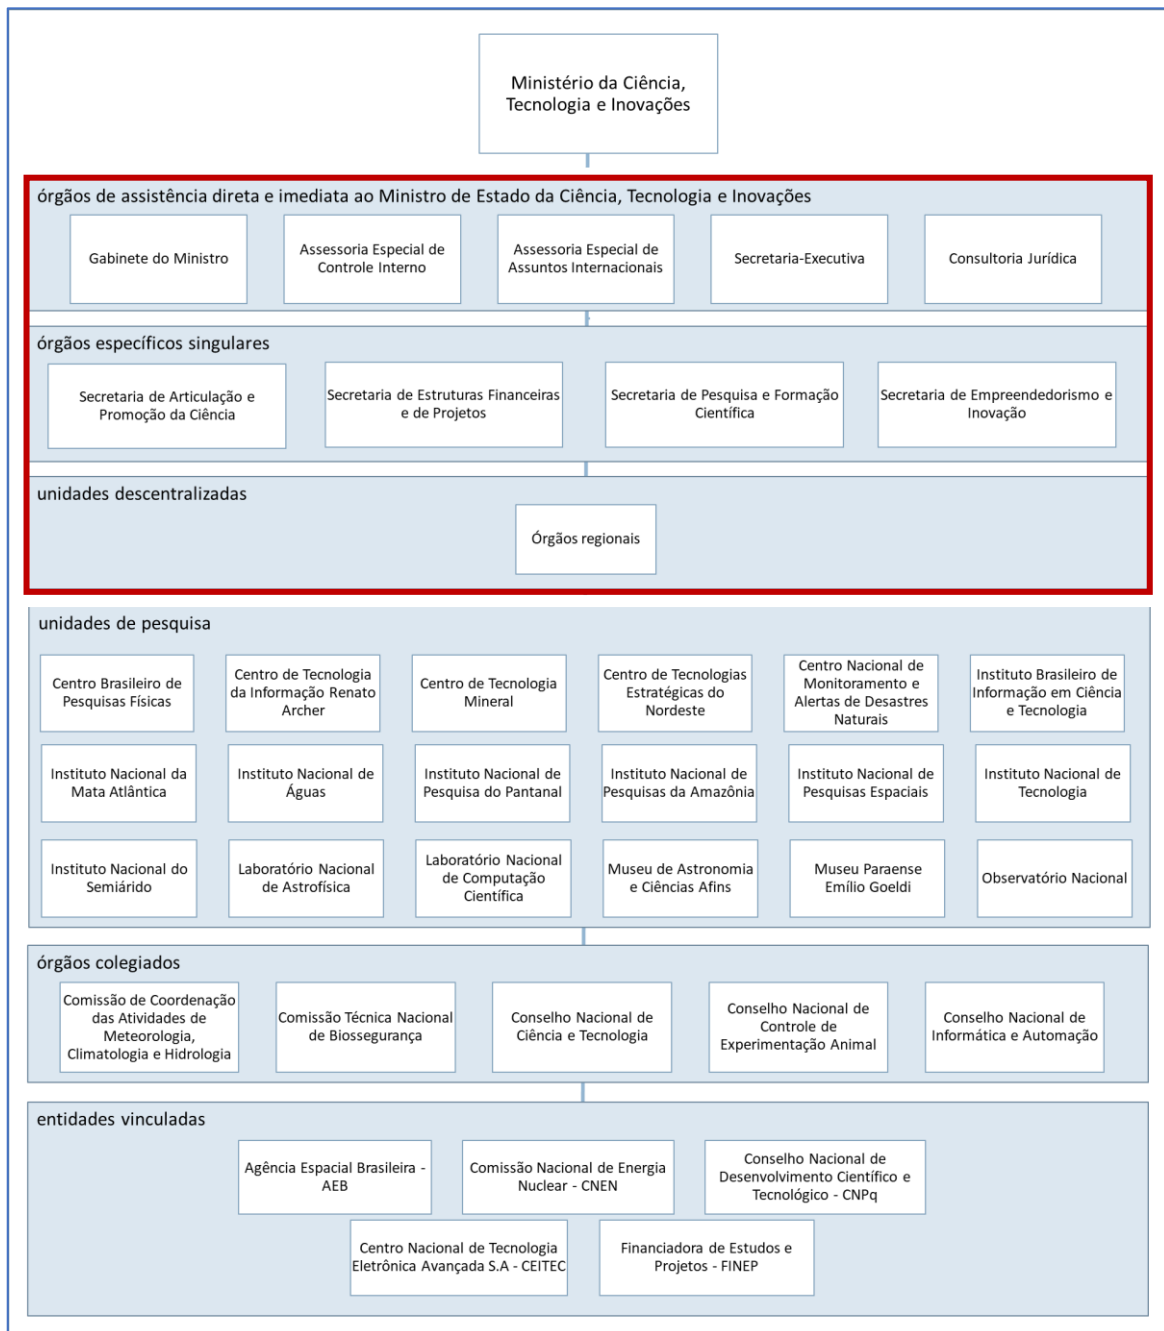 Ministério da Ciência,
Tecnologia e Inovações
órgãos de assistência direta e imediata ao Ministro de Estado da Ciência, Tecnologia e Inovações
Gabinete do Ministro
Assessoria Especial de
Controle Interno
Assessoria Especial de
Assuntos Internacionais
Secretaria-Executiva
Consultoria Jurídica
órgãos específicos singulares
Secretaria de Articulação e
Promoção da Ciência
Secretaria de Estruturas Financeiras
e de Projetos
Secretaria de Pesquisa e Formação
Científica
Secretaria de Empreendedorismo e
Inovação
unidades descentralizadas
Órgãos regionais
unidades de pesquisa
Centro Brasileiro de
Pesquisas Físicas
Centro de Tecnologia
da Informação Renato
Archer
Centro de Tecnologia
Mineral
Centro de Tecnologias
Estratégicas do
Nordeste
Centro Nacional de
Monitoramento e
Alertas de Desastres
Naturais
Instituto Brasileiro de
Informação em Ciência
e Tecnologia
Instituto Nacional da
Mata Atlântica
Instituto Nacional de
Águas
Instituto Nacional de
Pesquisa do Pantanal
Instituto Nacional de
Pesquisas da Amazônia
Instituto Nacional de
Pesquisas Espaciais
Instituto Nacional de
Tecnologia
Instituto Nacional do
Semiárido
Laboratório Nacional
de Astrofísica
Laboratório Nacional
de Computação
Científica
Museu de Astronomia
e Ciências Afins
Museu Paraense
Emílio Goeldi
Observatório Nacional
órgãos colegiados
Comissão de Coordenação
das Atividades de
Meteorologia,
Climatologia e Hidrologia
Comissão Técnica Nacional
de Biossegurança
Conselho Nacional de
Ciência e Tecnologia
Conselho Nacional de
Controle de
Experimentação Animal
Conselho Nacional de
Informática e Automação
entidades vinculadas
Agência Espacial Brasileira -
AEB
Comissão Nacional de Energia
Nuclear - CNEN
Conselho Nacional de
Desenvolvimento Científico e
Tecnológico - CNPq
Centro Nacional de Tecnologia
Eletrônica Avançada S.A - CEITEC
Financiadora de Estudos e
Projetos - FINEP